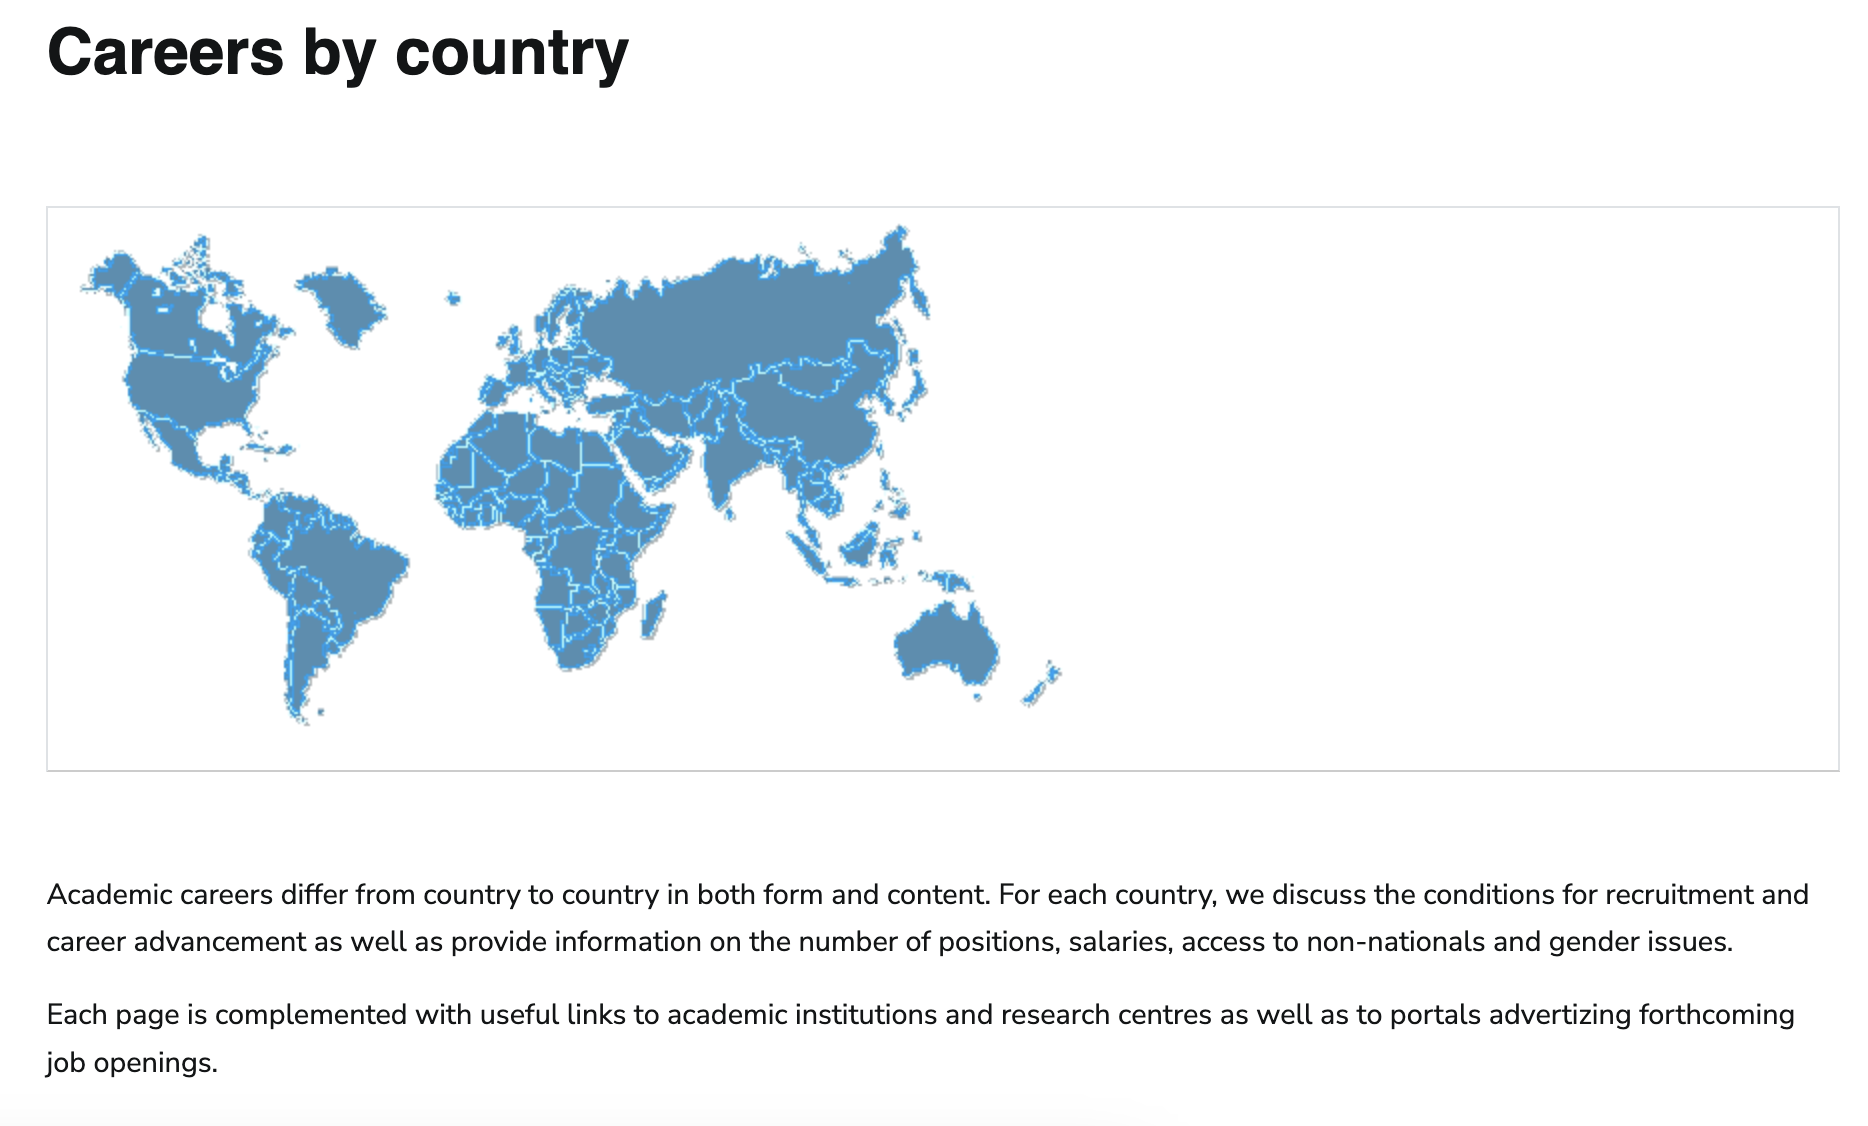 Careers by country
Academic careers differ from country to country in both form and content. For each country, we discuss the conditions for recruitment and
career advancement as well as provide information on the number of positions, salaries, access to non-nationals and gender issues.
Each page is complemented with useful links to academic institutions and research centres as well as to portals advertizing forthcoming
job openings.